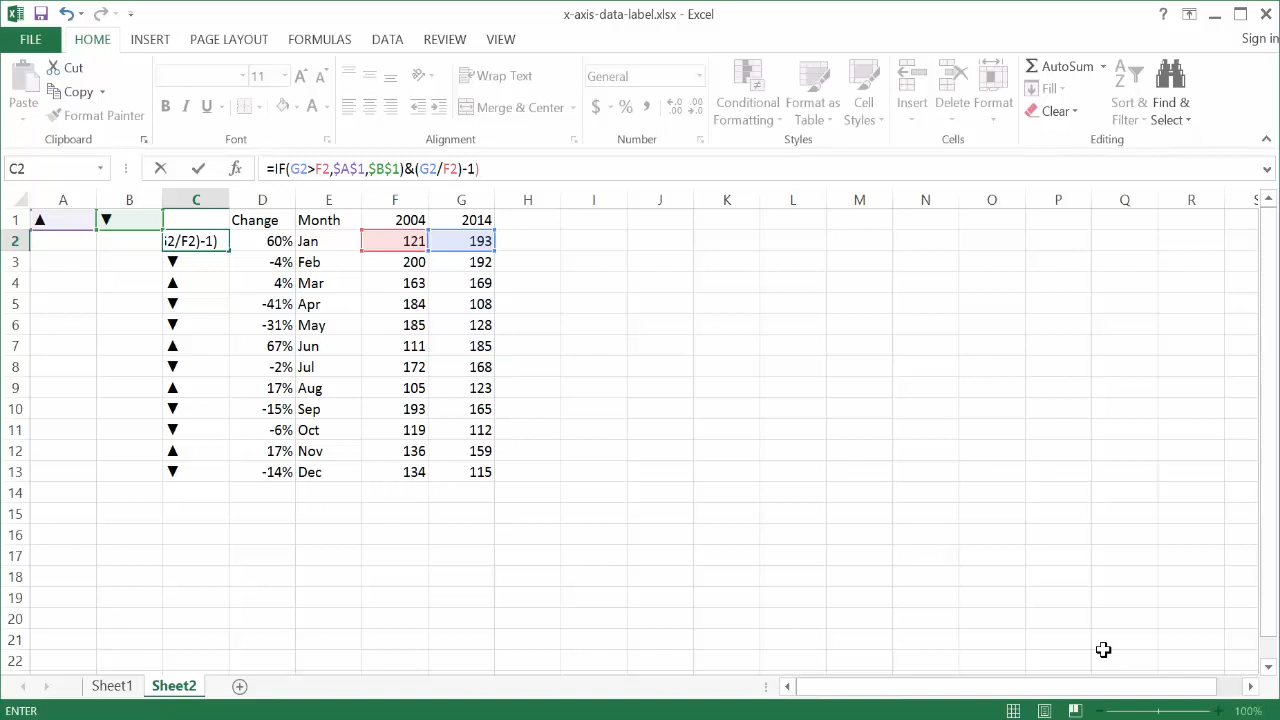 x-axis-data-label.xlsx - Excel
FILE HOME INSERT PAGE LAYOUT FORMULAS DATA REVIEW VIEW Sign in
Cut
Copy
Format Painter
Paste
Clipboard
11
B I U A
Font
Wrap Text
Merge & Center
Alignment
General
$ % ,
Number
Conditional Formatting
Format as Table
Cell Styles
Styles
Insert Delete Format
Cells
AutoSum
Fill
Clear
Sort & Filter
Find & Select
Editing
C2 fx =IF(G2>F2,$A$1,$B$1)&(G2/F2)-1)
A B C D E F G H I J K L M N O P Q R S
1 ▲ ▼ Change Month 2004 2014
2 G2/F2)-1) 60% Jan 121 193
3 ▼ -4% Feb 200 192
4 ▲ 4% Mar 163 169
5 ▼ -41% Apr 184 108
6 ▼ -31% May 185 128
7 ▲ 67% Jun 111 185
8 ▼ -2% Jul 172 168
9 ▲ 17% Aug 105 123
10 ▼ -15% Sep 193 165
11 ▼ -6% Oct 119 112
12 ▲ 17% Nov 136 159
13 ▼ -14% Dec 134 115
14
15
16
17
18
19
20
21
22
Sheet1 Sheet2
ENTER 100%